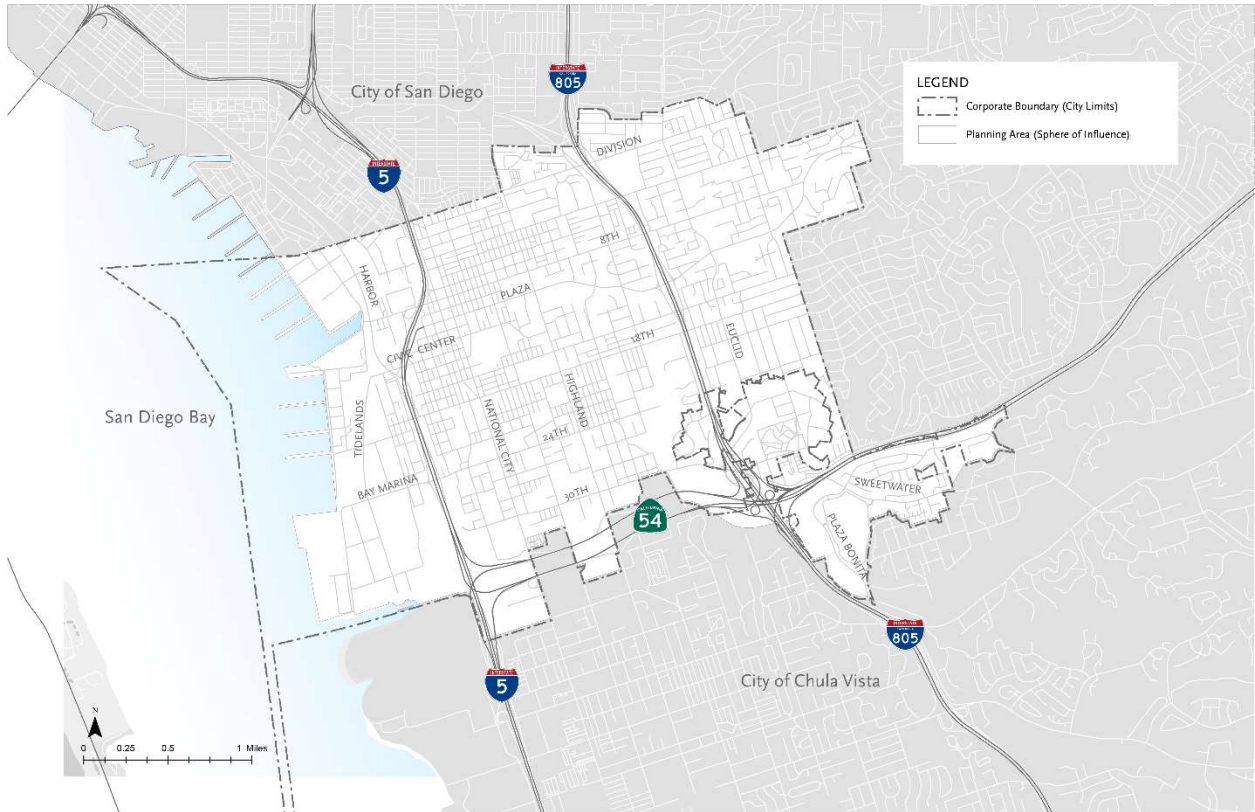 City of San Diego
805
LEGEND
Corporate Boundary (City Limits)
Planning Area (Sphere of Influence)
DIVISION
5
8TH
HARBOR
PLAZA
CIVIC CENTER
18TH
EUCLID
San Diego Bay
TIDELANDS
NATIONAL CITY
HIGHLAND
24TH
BAY MARINA
30TH
SWEETWATER
54
PLAZA BONITA
805
5
City of Chula Vista
N
0 0.25 0.5 1 Miles